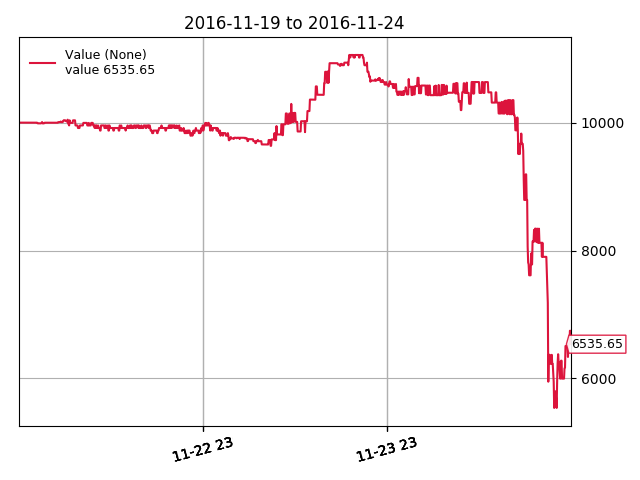 2016-11-19 to 2016-11-24
Value (None)
value 6535.65
10000
8000
6535.65
6000
11-22 23
11-23 23